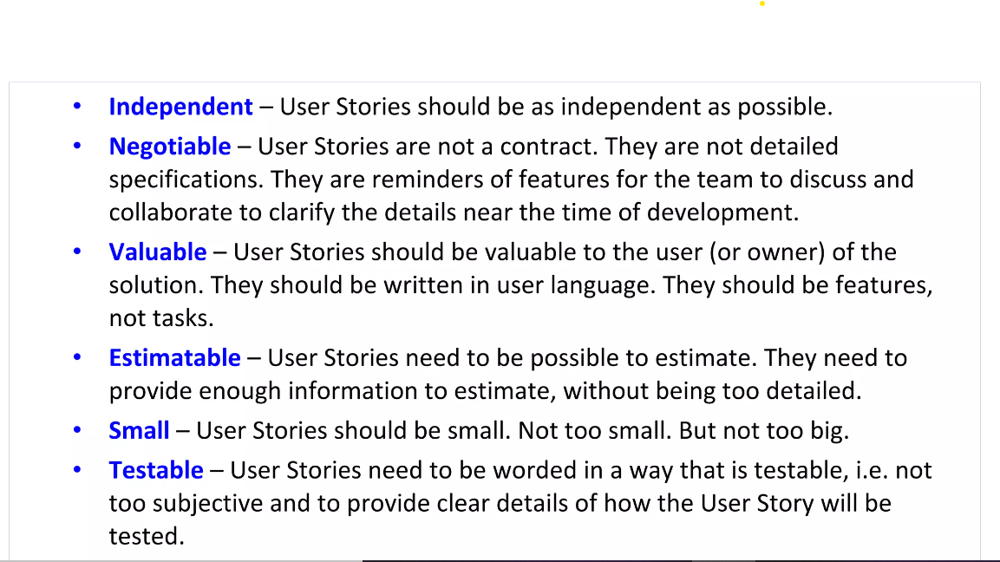 • Independent – User Stories should be as independent as possible.
• Negotiable – User Stories are not a contract. They are not detailed
specifications. They are reminders of features for the team to discuss and
collaborate to clarify the details near the time of development.
• Valuable – User Stories should be valuable to the user (or owner) of the
solution. They should be written in user language. They should be features,
not tasks.
• Estimatable – User Stories need to be possible to estimate. They need to
provide enough information to estimate, without being too detailed.
• Small – User Stories should be small. Not too small. But not too big.
• Testable – User Stories need to be worded in a way that is testable, i.e. not
too subjective and to provide clear details of how the User Story will be
tested.